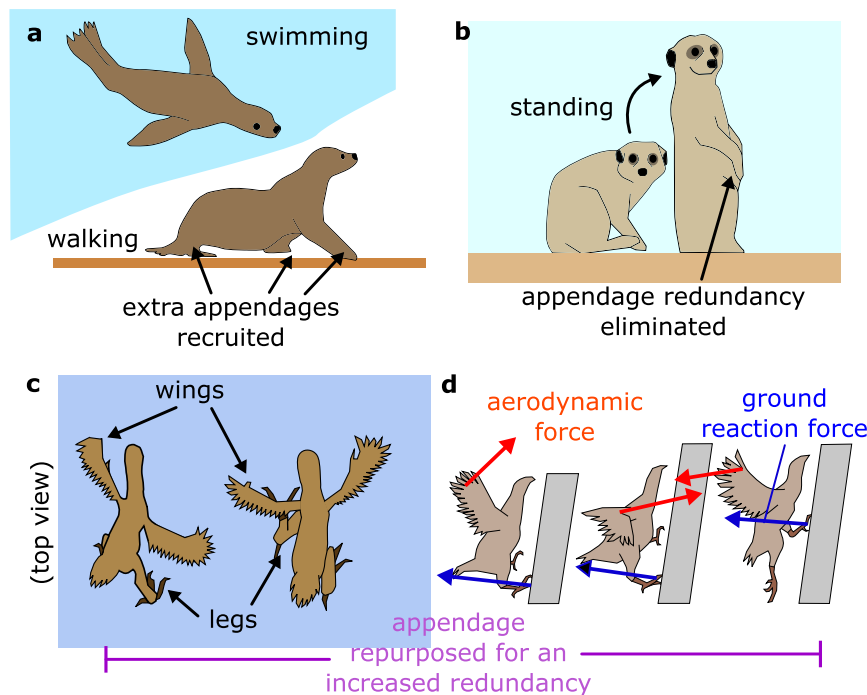 a
swimming
walking
extra appendages
recruited
b
standing
appendage redundancy
eliminated
c
wings
(top view)
legs
d
aerodynamic
force
ground
reaction force
appendage
repurposed for an
increased redundancy